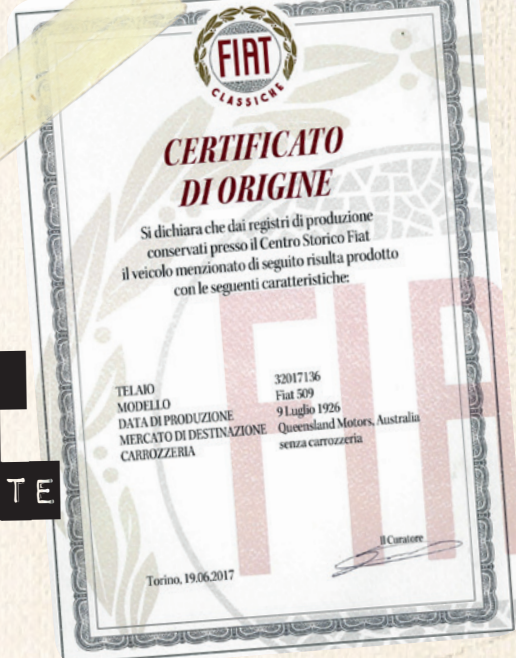 FIAT
CLASSICHE
CERTIFICATO
DI ORIGINE
Si dichiara che dai registri di produzione
conservati presso il Centro Storico Fiat
il veicolo menzionato di seguito risulta prodotto
con le seguenti caratteristiche:
TELAIO 32017136
MODELLO Fiat 509
DATA DI PRODUZIONE 9 Luglio 1926
MERCATO DI DESTINAZIONE Queensland Motors, Australia
CARROZZERIA senza carrozzeria
TE
Il Curatore
Torino, 19.06.2017
FIA